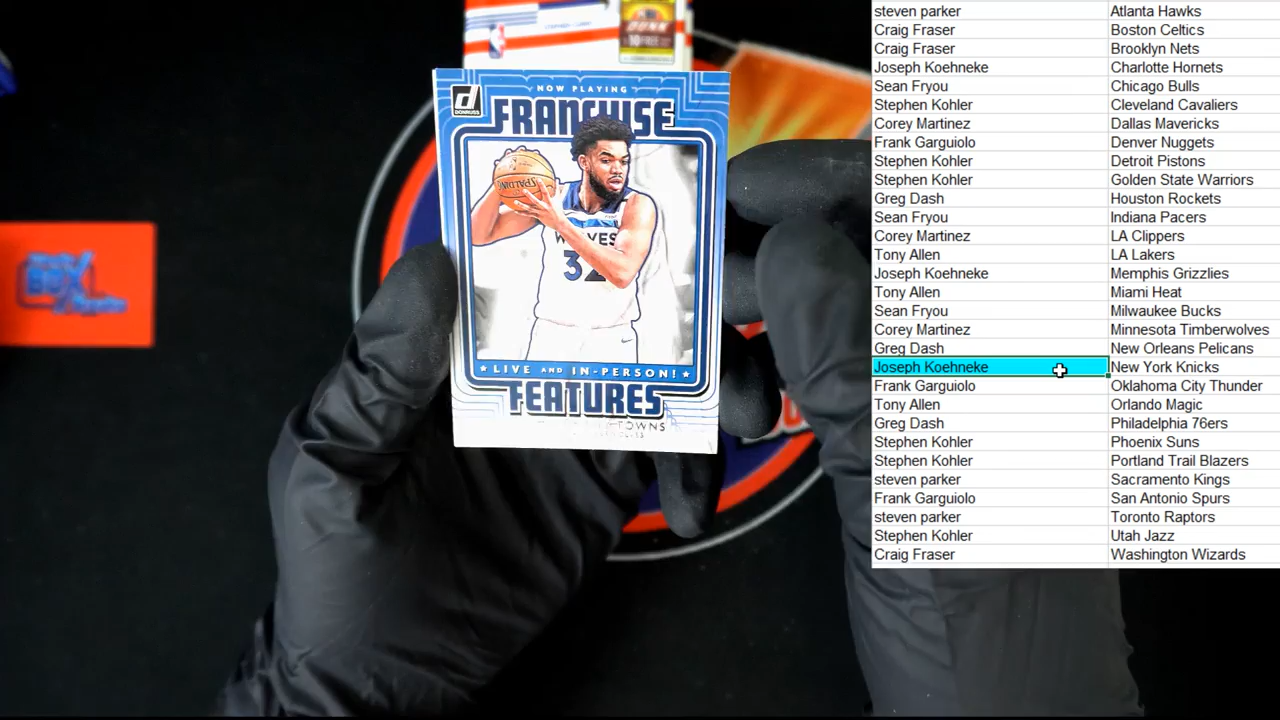 NOW PLAYING
DONRUSS
FRANCHISE
SPALDING
WOLVES
32
LIVE AND IN-PERSON!
FEATURES
TOWNS
BOX
steven parker Atlanta Hawks
Craig Fraser Boston Celtics
Craig Fraser Brooklyn Nets
Joseph Koehneke Charlotte Hornets
Sean Fryou Chicago Bulls
Stephen Kohler Cleveland Cavaliers
Corey Martinez Dallas Mavericks
Frank Garguiolo Denver Nuggets
Stephen Kohler Detroit Pistons
Stephen Kohler Golden State Warriors
Greg Dash Houston Rockets
Sean Fryou Indiana Pacers
Corey Martinez LA Clippers
Tony Allen LA Lakers
Joseph Koehneke Memphis Grizzlies
Tony Allen Miami Heat
Sean Fryou Milwaukee Bucks
Corey Martinez Minnesota Timberwolves
Greg Dash New Orleans Pelicans
Joseph Koehneke New York Knicks
Frank Garguiolo Oklahoma City Thunder
Tony Allen Orlando Magic
Greg Dash Philadelphia 76ers
Stephen Kohler Phoenix Suns
Stephen Kohler Portland Trail Blazers
steven parker Sacramento Kings
Frank Garguiolo San Antonio Spurs
steven parker Toronto Raptors
Stephen Kohler Utah Jazz
Craig Fraser Washington Wizards